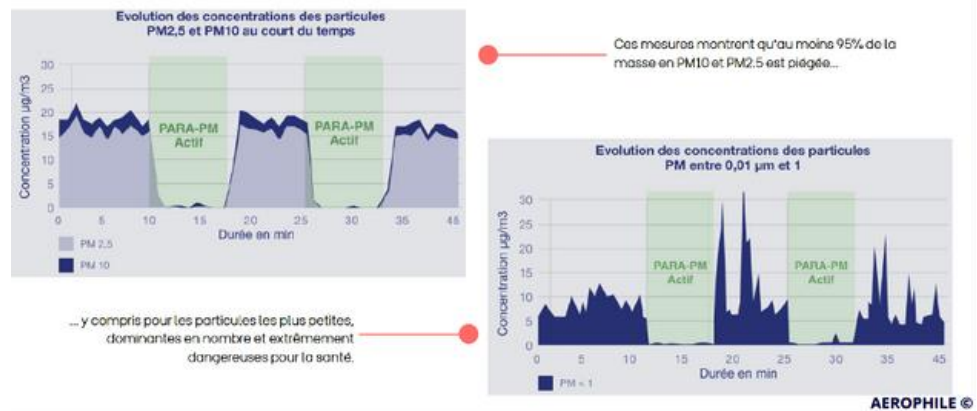 Evolution des concentrations des particules
PM2,5 et PM10 au court du temps
Concentration µg/m3
30
25
20
15
10
5
0
PARA-PM
Actif
PARA-PM
Actif
0 5 10 15 20 25 30 35 45
Durée en min
PM 2,5
PM 10
Ces mesures montrent qu'au moins 95% de la
masse en PM10 et PM2.5 est piégée...
Evolution des concentrations des particules
PM entre 0,01 µm et 1
Concentration µg/m3
30
25
20
15
10
5
0
PARA-PM
Actif
PARA-PM
Actif
0 5 10 15 20 25 30 35 45
Durée en min
PM < 1
... y compris pour les particules les plus petites,
dominantes en nombre et extrêmement
dangereuses pour la santé.
AEROPHILE ©